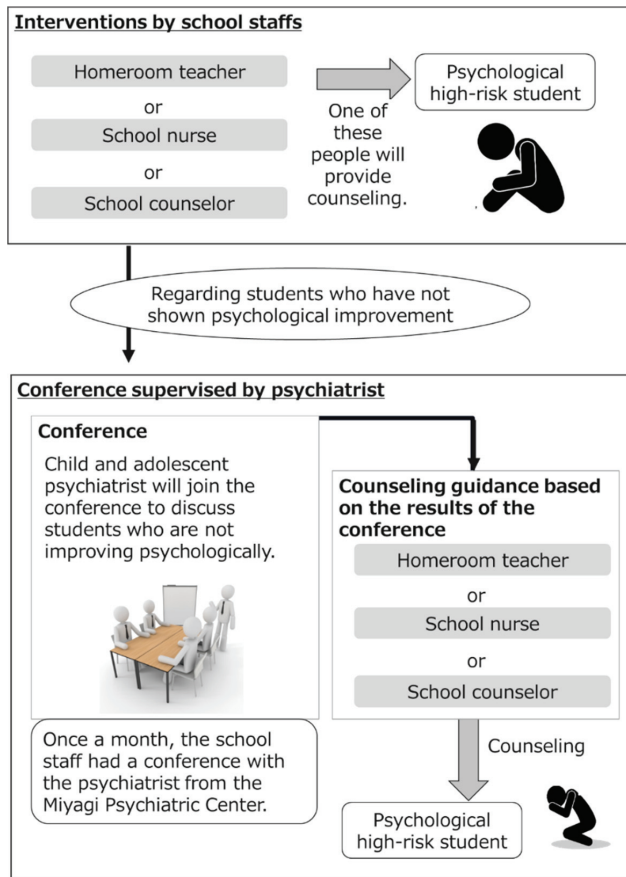 Interventions by school staffs
Homeroom teacher
or
School nurse
or
School counselor
One of
these
people will
provide
counseling.
Psychological
high-risk student
Regarding students who have not
shown psychological improvement
Conference supervised by psychiatrist
Conference
Child and adolescent
psychiatrist will join the
conference to discuss
students who are not
improving psychologically.
Once a month, the school
staff had a conference with
the psychiatrist from the
Miyagi Psychiatric Center.
Counseling guidance based
on the results of the
conference
Homeroom teacher
or
School nurse
or
School counselor
Counseling
Psychological
high-risk student